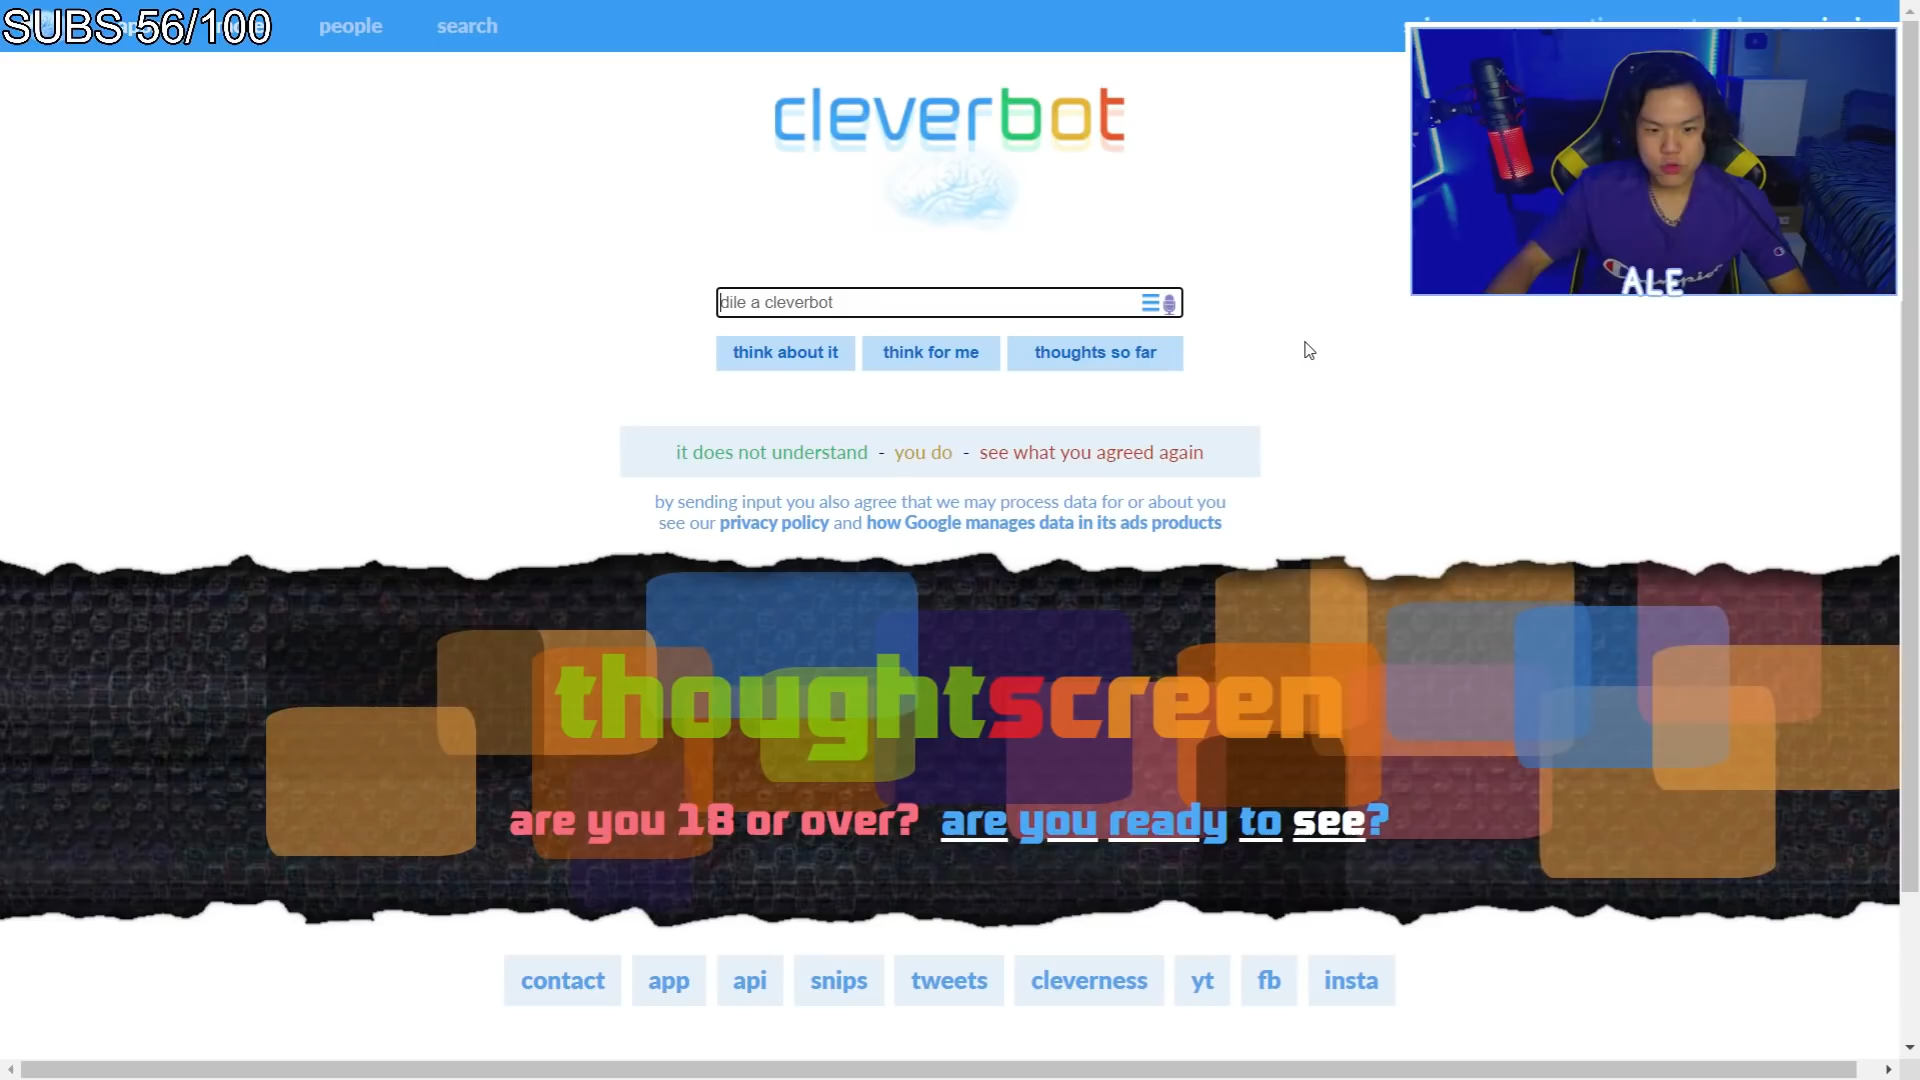 SUBS 56/100
people
search
cleverbot
ALE
dile a cleverbot
think about it
think for me
thoughts so far
it does not understand - you do - see what you agreed again
by sending input you also agree that we may process data for or about you
see our privacy policy and how Google manages data in its ads products
thoughtscreen
are you 18 or over? are you ready to see?
contact
app
api
snips
tweets
cleverness
yt
fb
insta